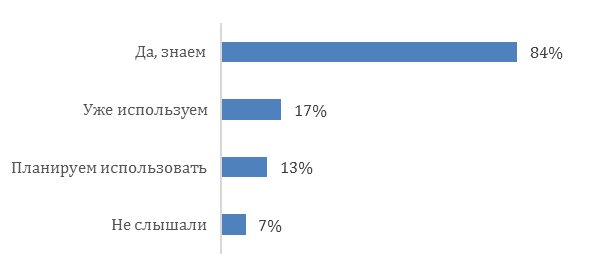 Да, знаем 84%
Уже используем 17%
Планируем использовать 13%
Не слышали 7%